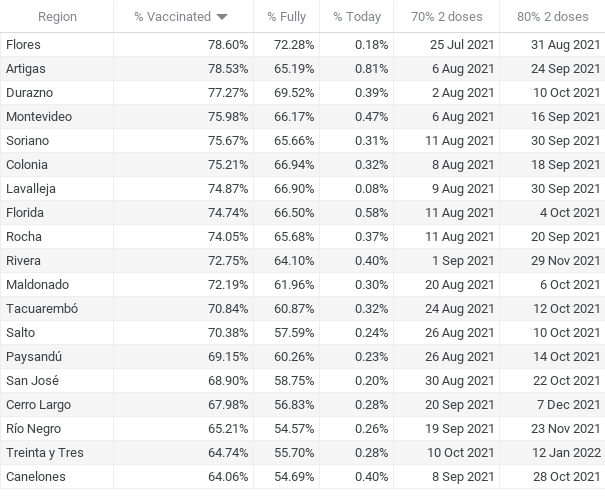 Region % Vaccinated % Fully % Today 70% 2 doses 80% 2 doses
Flores 78.60% 72.28% 0.18% 25 Jul 2021 31 Aug 2021
Artigas 78.53% 65.19% 0.81% 6 Aug 2021 24 Sep 2021
Durazno 77.27% 69.52% 0.39% 2 Aug 2021 10 Oct 2021
Montevideo 75.98% 66.17% 0.47% 6 Aug 2021 16 Sep 2021
Soriano 75.67% 65.66% 0.31% 11 Aug 2021 30 Sep 2021
Colonia 75.21% 66.94% 0.32% 8 Aug 2021 18 Sep 2021
Lavalleja 74.87% 66.90% 0.08% 9 Aug 2021 30 Sep 2021
Florida 74.74% 66.50% 0.58% 11 Aug 2021 4 Oct 2021
Rocha 74.05% 65.68% 0.37% 11 Aug 2021 20 Sep 2021
Rivera 72.75% 64.10% 0.40% 1 Sep 2021 29 Nov 2021
Maldonado 72.19% 61.96% 0.30% 20 Aug 2021 6 Oct 2021
Tacuarembó 70.84% 60.87% 0.32% 24 Aug 2021 12 Oct 2021
Salto 70.38% 57.59% 0.24% 26 Aug 2021 10 Oct 2021
Paysandú 69.15% 60.26% 0.23% 26 Aug 2021 14 Oct 2021
San José 68.90% 58.75% 0.20% 30 Aug 2021 22 Oct 2021
Cerro Largo 67.98% 56.83% 0.28% 20 Sep 2021 7 Dec 2021
Río Negro 65.21% 54.57% 0.26% 19 Sep 2021 23 Nov 2021
Treinta y Tres 64.74% 55.70% 0.28% 10 Oct 2021 12 Jan 2022
Canelones 64.06% 54.69% 0.40% 8 Sep 2021 28 Oct 2021